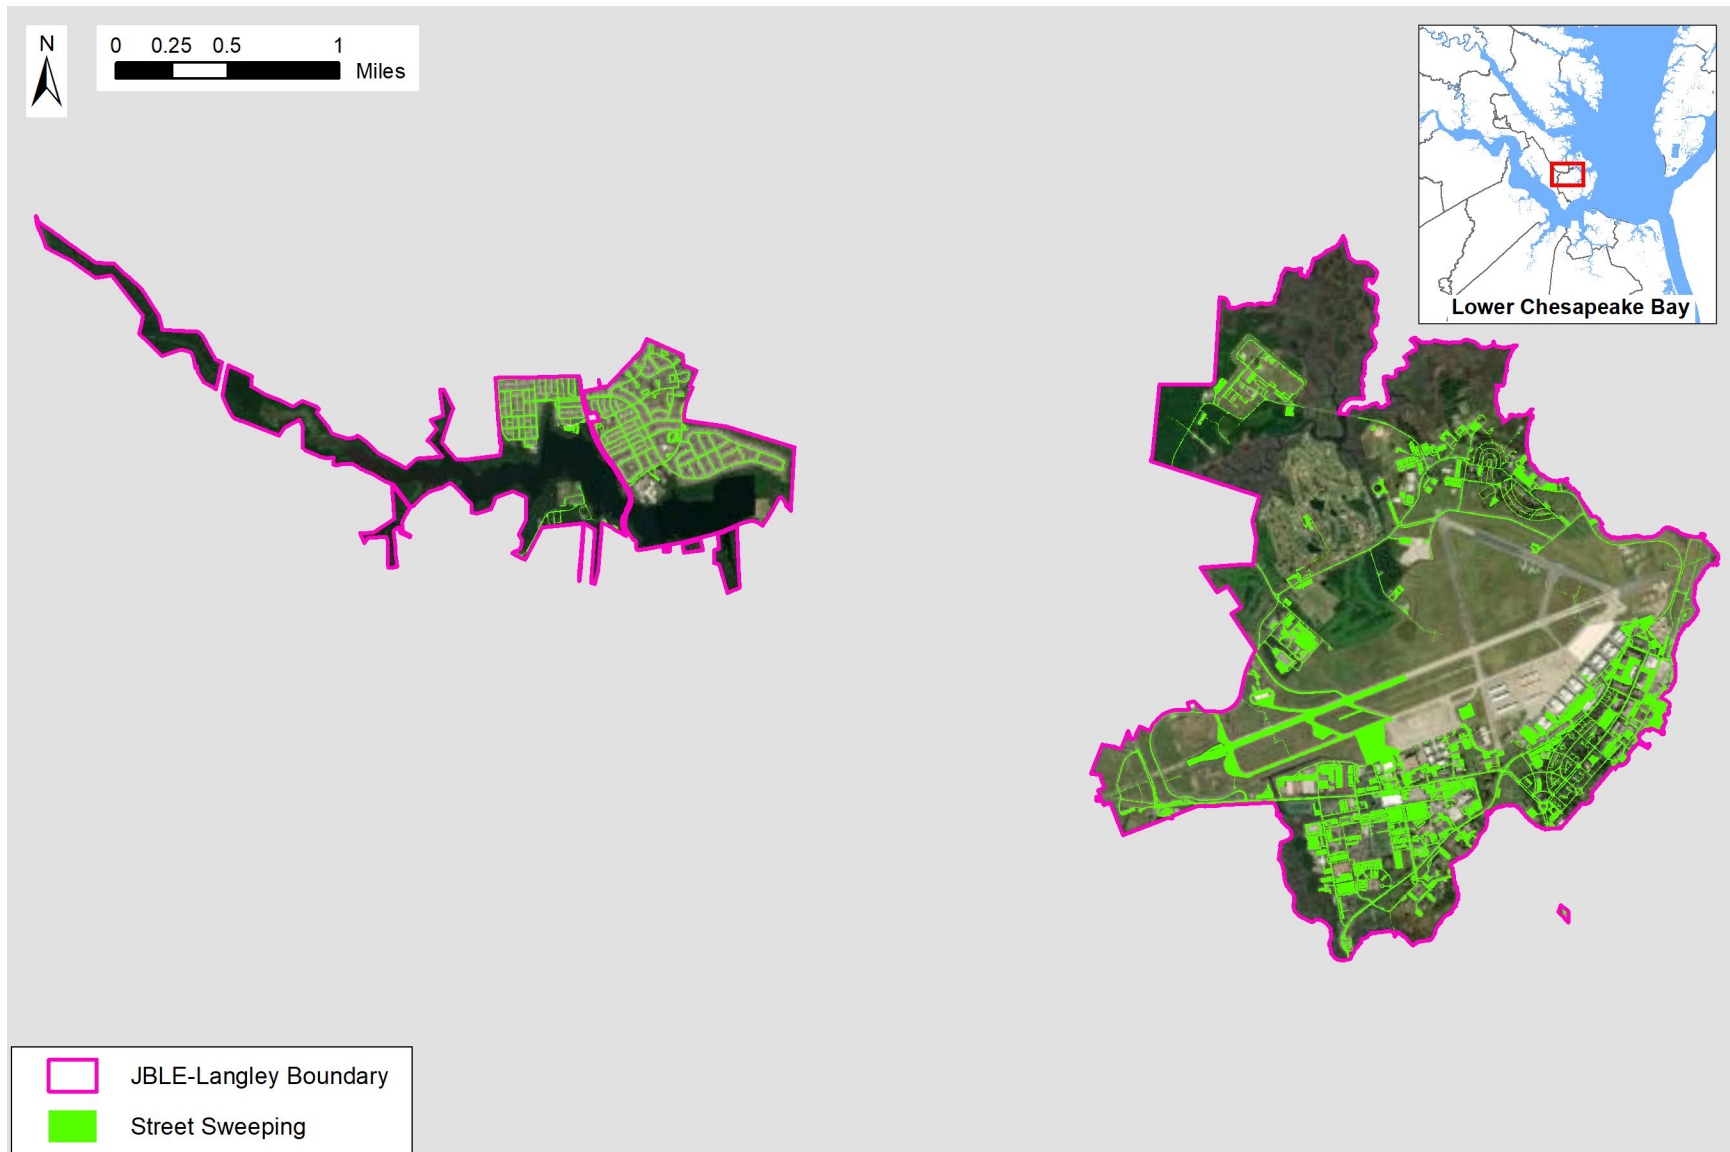 N
0 0.25 0.5 1
Miles
Lower Chesapeake Bay
JBLE-Langley Boundary
Street Sweeping